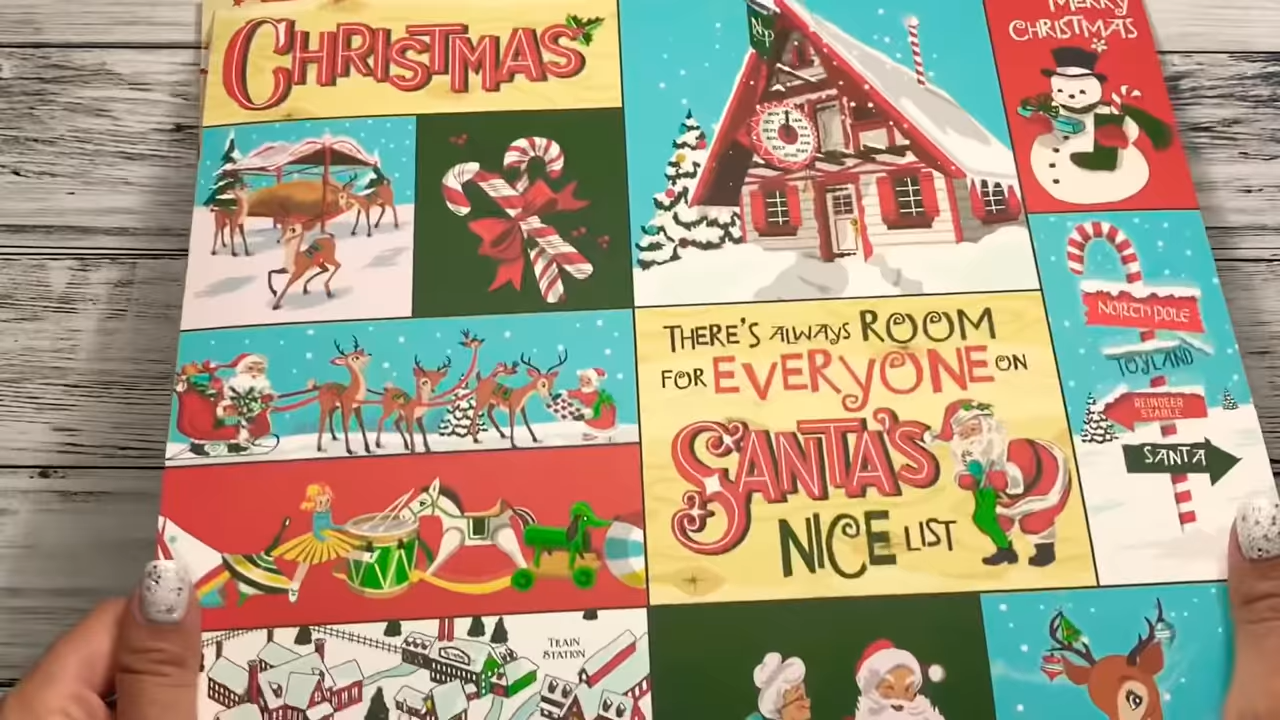 CHRISTMAS
NP
MERRY
CHRISTMAS
NORTH POLE
TOYLAND
REINDEER
STABLE
SANTA
THERE'S ALWAYS ROOM
FOR EVERYONE ON
SANTA'S
NICE LIST
TRAIN
STATION